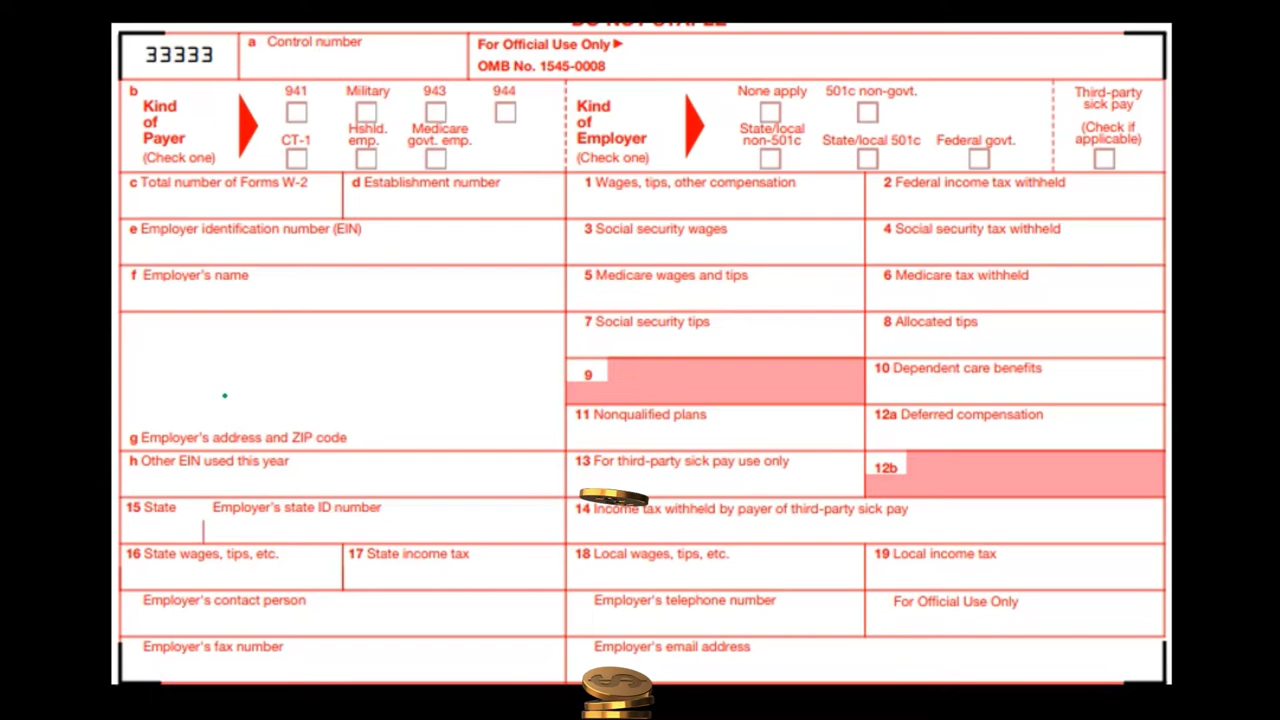 DO NOT STAPLE
33333
a Control number
For Official Use Only ▶
OMB No. 1545-0008
b
Kind
of
Payer
(Check one)
941 Military 943 944
CT-1 Hshld. emp. Medicare govt. emp.
Kind
of
Employer
(Check one)
None apply 501c non-govt.
State/local non-501c State/local 501c Federal govt.
Third-party
sick pay
(Check if
applicable)
c Total number of Forms W-2
d Establishment number
1 Wages, tips, other compensation
2 Federal income tax withheld
e Employer identification number (EIN)
3 Social security wages
4 Social security tax withheld
f Employer's name
5 Medicare wages and tips
6 Medicare tax withheld
7 Social security tips
8 Allocated tips
9
10 Dependent care benefits
11 Nonqualified plans
12a Deferred compensation
g Employer's address and ZIP code
h Other EIN used this year
13 For third-party sick pay use only
12b
15 State Employer's state ID number
14 Income tax withheld by payer of third-party sick pay
16 State wages, tips, etc.
17 State income tax
18 Local wages, tips, etc.
19 Local income tax
Employer's contact person
Employer's telephone number
For Official Use Only
Employer's fax number
Employer's email address